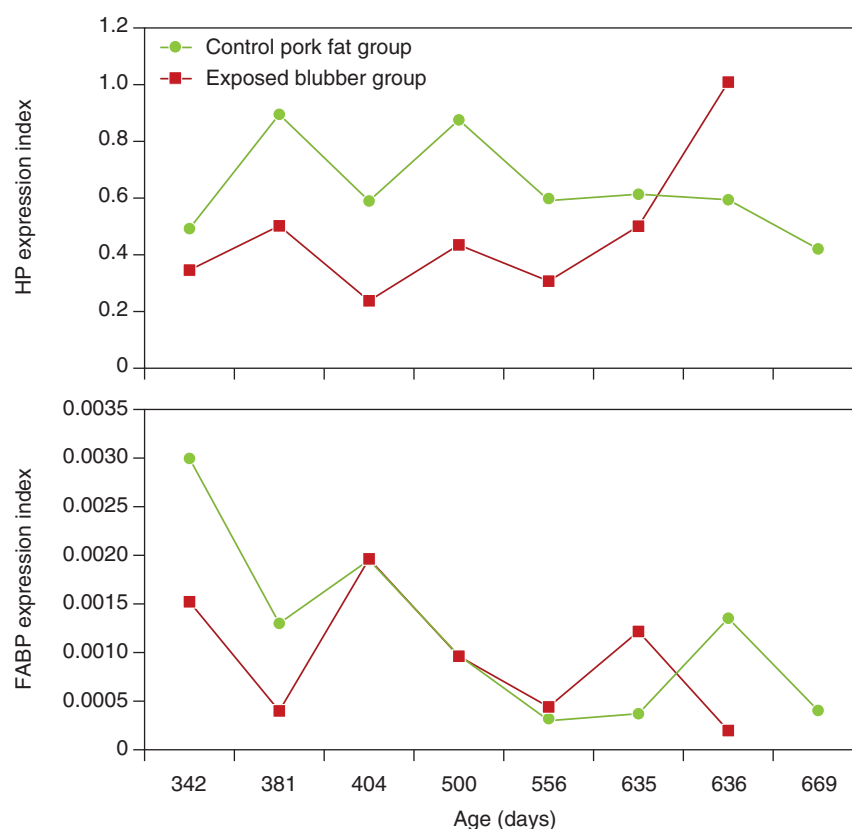 HP expression index
1.2
1.0
0.8
0.6
0.4
0.2
0
Control pork fat group
Exposed blubber group
FABP expression index
0.0035
0.0030
0.0025
0.0020
0.0015
0.0010
0.0005
0
342 381 404 500 556 635 636 669
Age (days)